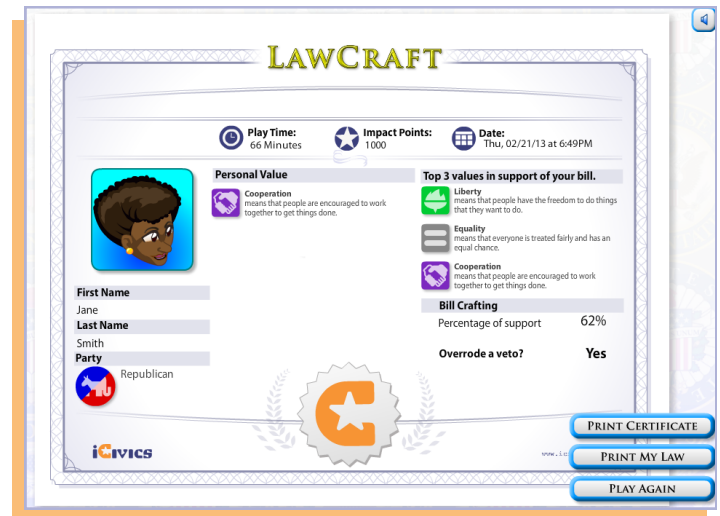 LAWCRAFT
Play Time:
66 Minutes
Impact Points:
1000
Date:
Thu, 02/21/13 at 6:49PM
Personal Value
Cooperation
means that people are encouraged to work
together to get things done.
Top 3 values in support of your bill.
Liberty
means that people have the freedom to do things
that they want to do.
Equality
means that everyone is treated fairly and has an
equal chance.
Cooperation
means that people are encouraged to work
together to get things done.
First Name
Jane
Last Name
Smith
Party
Republican
Bill Crafting
Percentage of support 62%
Overrode a veto? Yes
iCIVICS
www.ic
PRINT CERTIFICATE
PRINT MY LAW
PLAY AGAIN